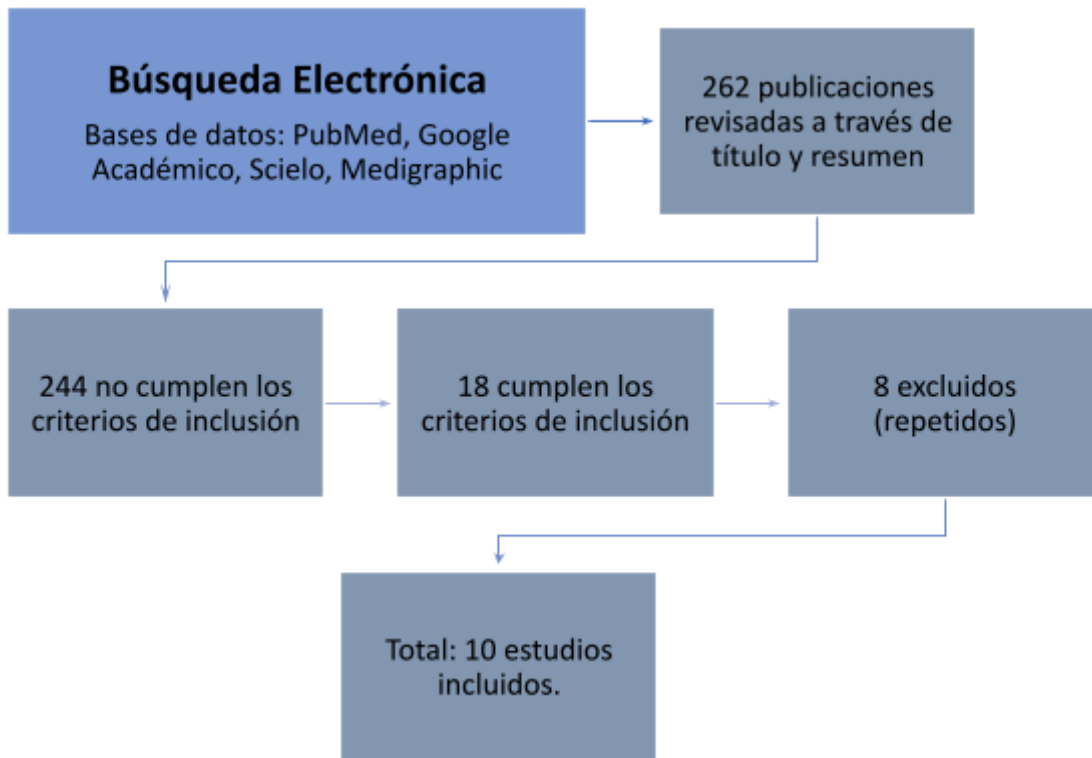 Búsqueda Electrónica
Bases de datos: PubMed, Google
Académico, Scielo, Medigraphic
262 publicaciones
revisadas a través de
título y resumen
244 no cumplen los
criterios de inclusión
18 cumplen los
criterios de inclusión
8 excluidos
(repetidos)
Total: 10 estudios
incluidos.